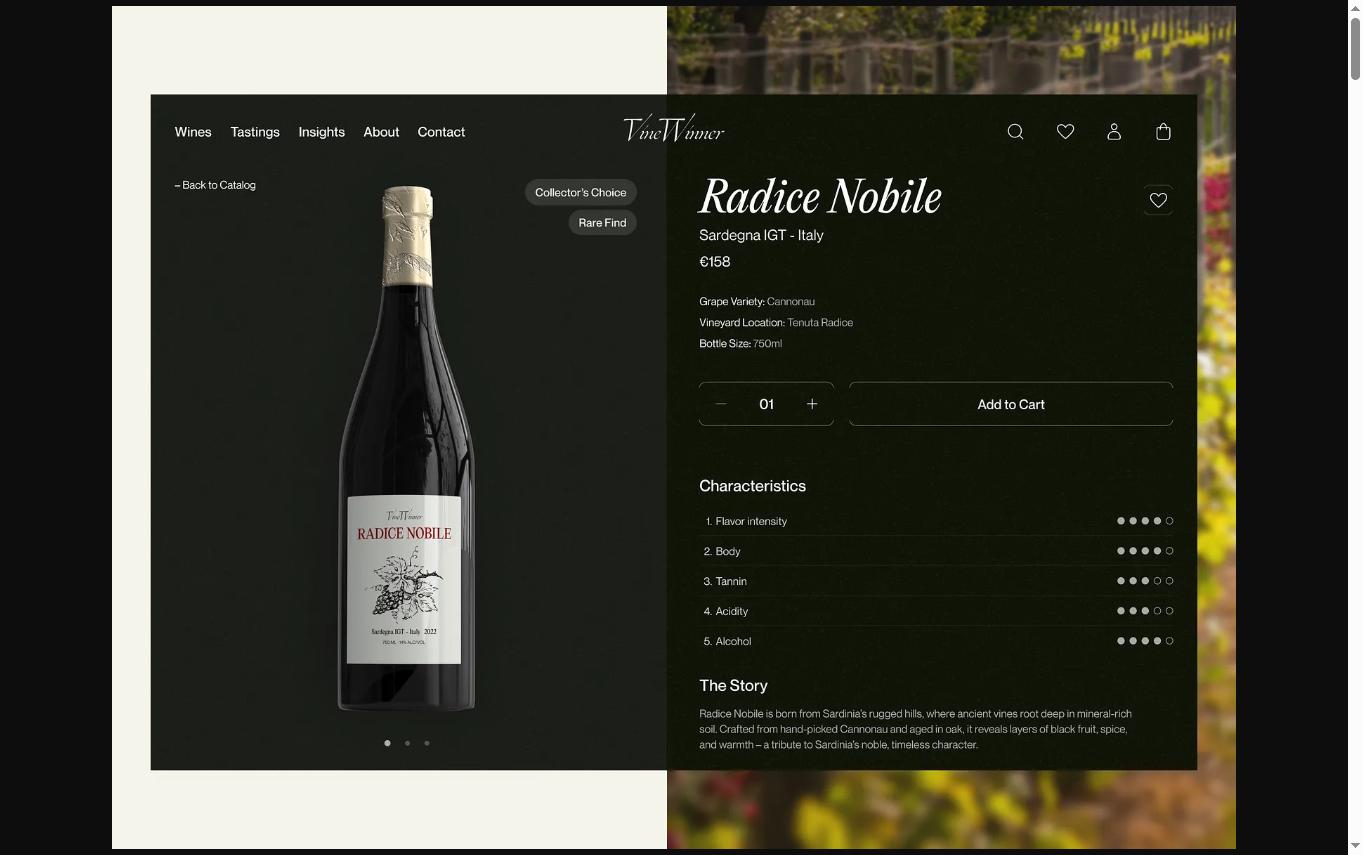 Wines Tastings Insights About Contact
VineWinner
– Back to Catalog
Collector's Choice
Rare Find
VineWinner
RADICE NOBILE
Sardegna IGT - Italy 2022
750 ML · 14% ALC/VOL
Radice Nobile
Sardegna IGT - Italy
€158
Grape Variety: Cannonau
Vineyard Location: Tenuta Radice
Bottle Size: 750ml
01
Add to Cart
Characteristics
1. Flavor intensity
2. Body
3. Tannin
4. Acidity
5. Alcohol
The Story
Radice Nobile is born from Sardinia's rugged hills, where ancient vines root deep in mineral-rich
soil. Crafted from hand-picked Cannonau and aged in oak, it reveals layers of black fruit, spice,
and warmth – a tribute to Sardinia's noble, timeless character.